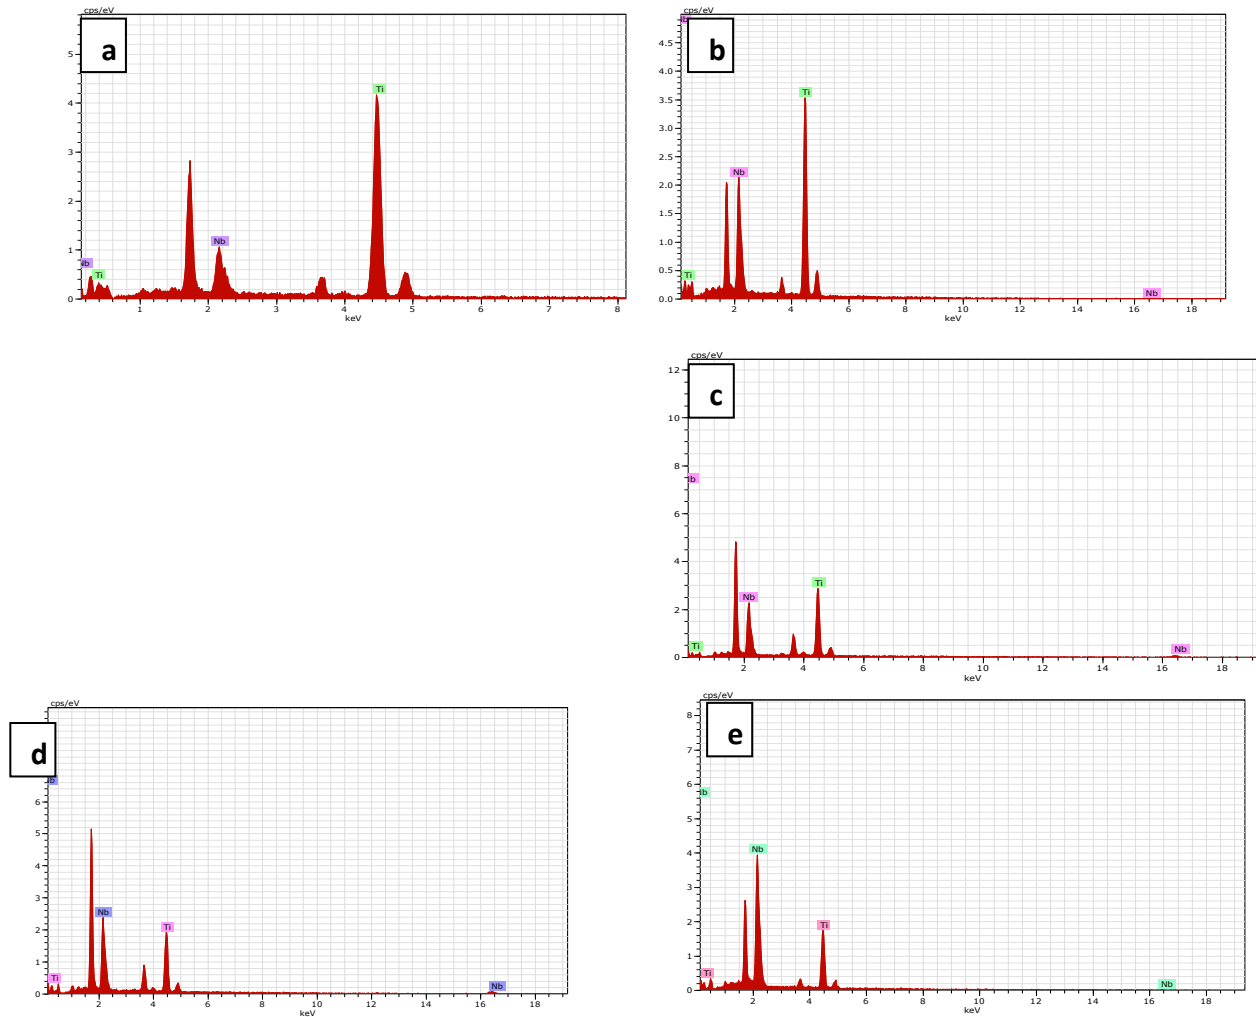 cps/eV
a
5
4
3
2
1
0
Ti
Nb
Nb
Ti
1 2 3 4 5 6 7 8
keV
cps/eV
b
4.5
4.0
3.5
3.0
2.5
2.0
1.5
1.0
0.5
0.0
Ti
Nb
Ti
Nb
2 4 6 8 10 12 14 16 18
keV
cps/eV
c
12
10
8
6
4
2
0
Ti
Nb
Ti
Nb
2 4 6 8 10 12 14 16 18
keV
cps/eV
d
6
5
4
3
2
1
0
Nb
Ti
Ti
Nb
2 4 6 8 10 12 14 16 18
keV
cps/eV
e
8
7
6
5
4
3
2
1
0
Nb
Ti
Ti
Nb
2 4 6 8 10 12 14 16 18
keV